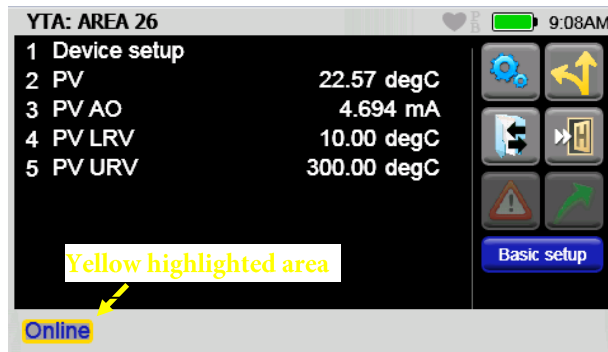 YTA: AREA 26 PB 9:08AM
1 Device setup
2 PV 22.57 degC
3 PV AO 4.694 mA
4 PV LRV 10.00 degC
5 PV URV 300.00 degC
Basic setup
Yellow highlighted area
Online